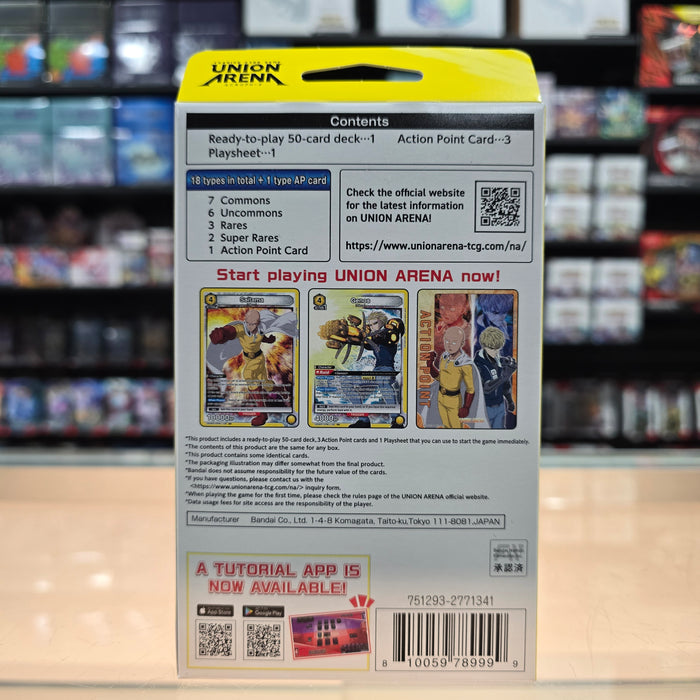 UNION
ARENA
Contents
Ready-to-play 50-card deck···1 Action Point Card···3
Playsheet···1
18 types in total + 1 type AP card
7 Commons
6 Uncommons
3 Rares
2 Super Rares
1 Action Point Card
Check the official website
for the latest information
on UNION ARENA!
https://www.unionarena-tcg.com/na/
Start playing UNION ARENA now!
4 Saitama
4 Genos
ACTION POINT
*This product includes a ready-to-play 50-card deck, 3 Action Point cards and 1 Playsheet that you can use to start the game immediately.
*The contents of this product are the same for any box.
*This product contains some identical cards.
*The packaging illustration may differ somewhat from the final product.
*Bandai does not assume responsibility for the future value of the cards.
*If you have questions, please contact us with the
<https://www.unionarena-tcg.com/na/> inquiry form.
*When playing the game for the first time, please check the rules page of the UNION ARENA official website.
*Data usage fees for site access are the responsibility of the player.
Manufacturer Bandai Co., Ltd. 1-4-8 Komagata, Taito-ku,Tokyo 111-8081,JAPAN
承認済
A TUTORIAL APP IS
NOW AVAILABLE!
App Store Google Play
751293-2771341
8 10059 78999 9